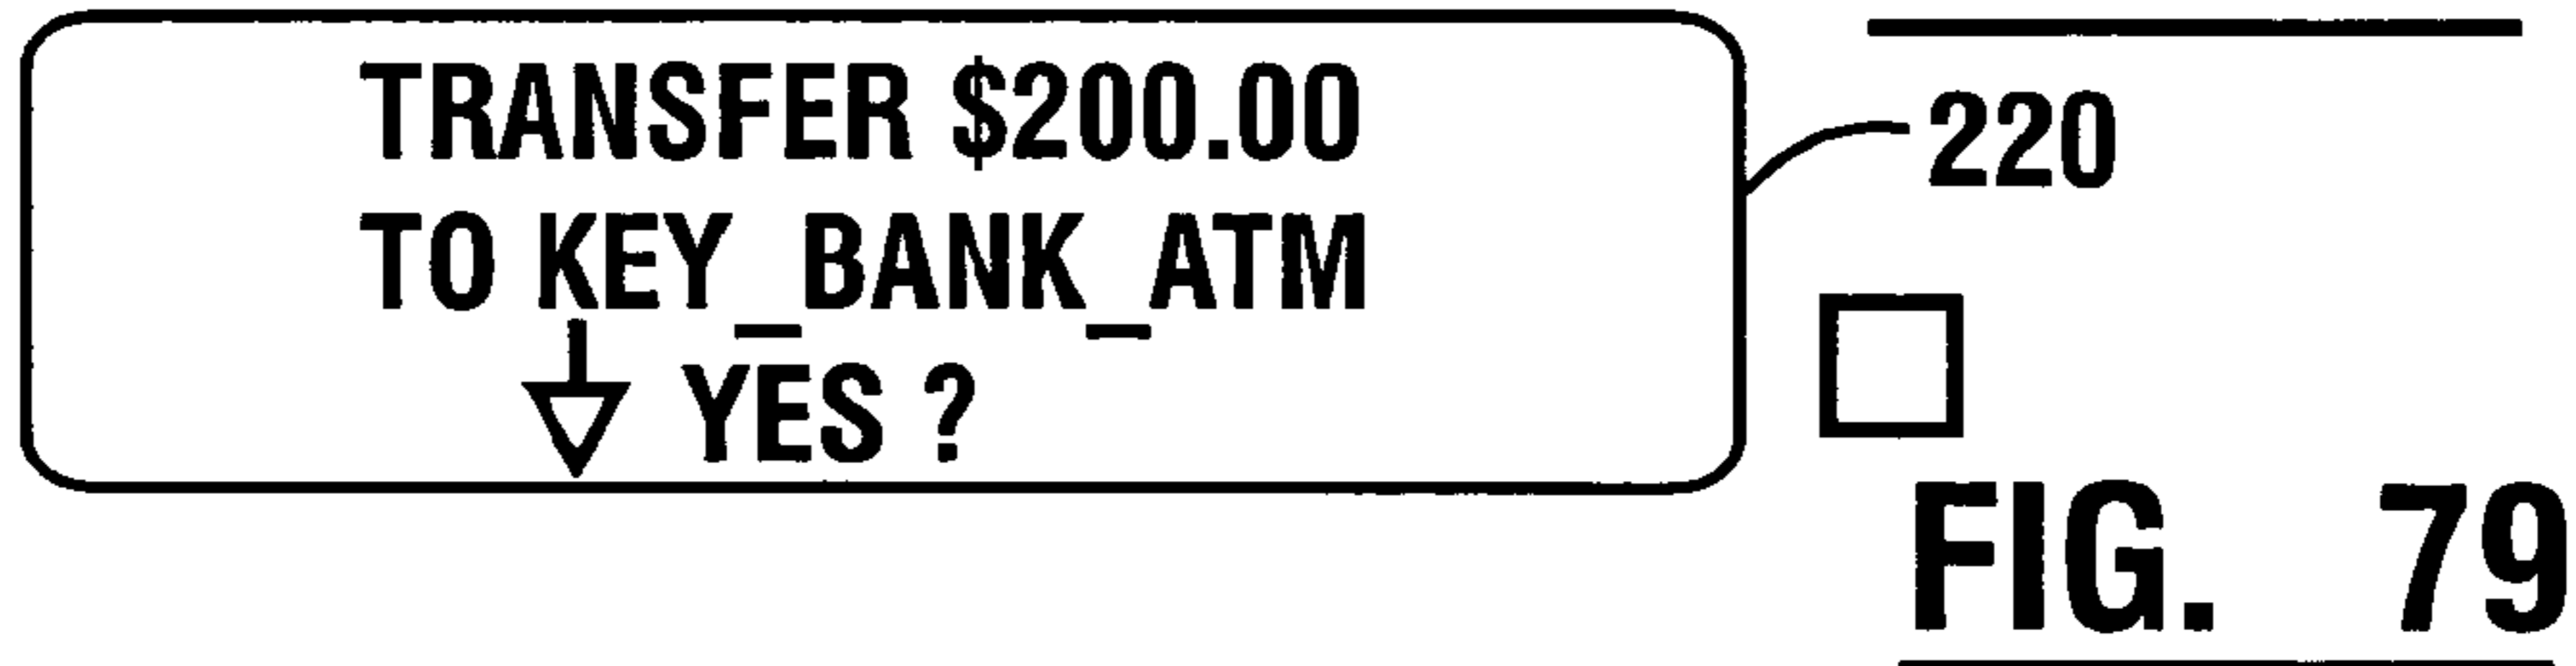 TRANSFER $200.00
TO KEY_BANK_ATM
YES ?
220
FIG. 79